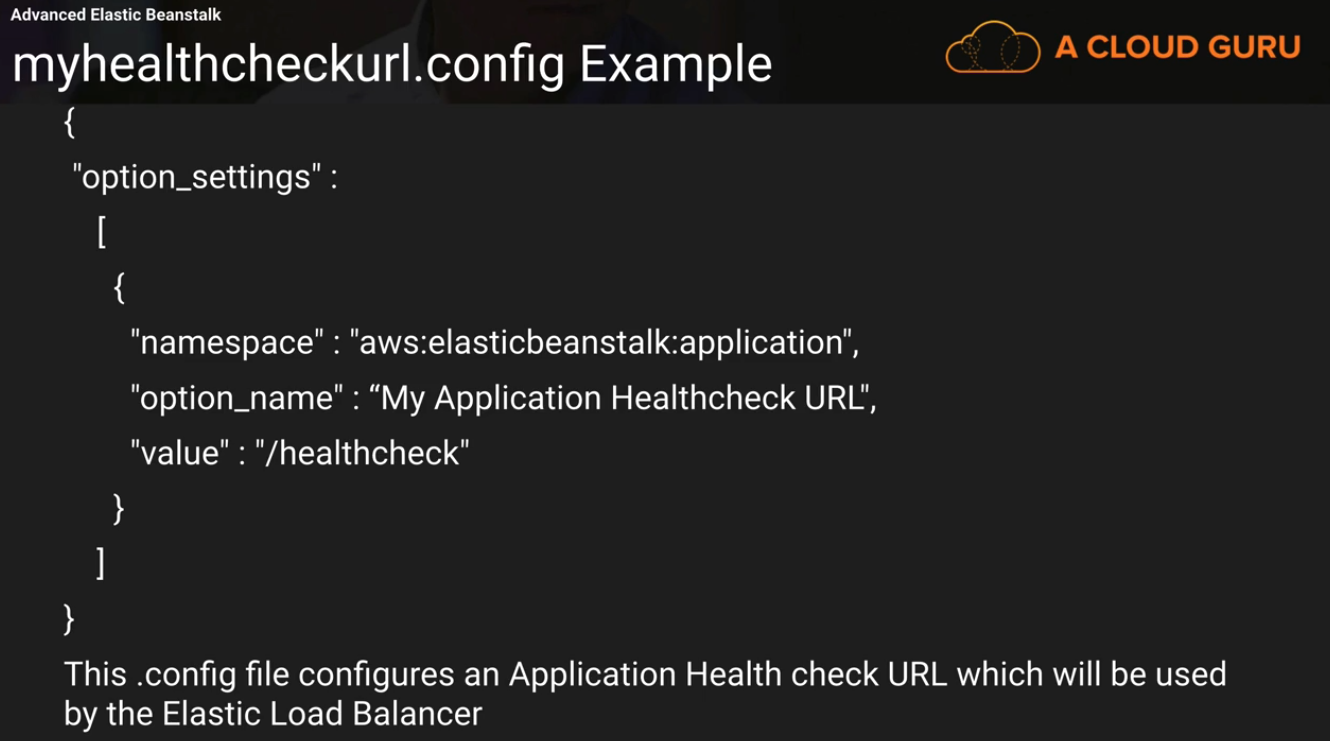 Advanced Elastic Beanstalk
myhealthcheckurl.config Example
A CLOUD GURU
{
"option_settings" :
[
{
"namespace" : "aws:elasticbeanstalk:application",
"option_name" : “My Application Healthcheck URL",
"value" : "/healthcheck"
}
]
}
This .config file configures an Application Health check URL which will be used
by the Elastic Load Balancer